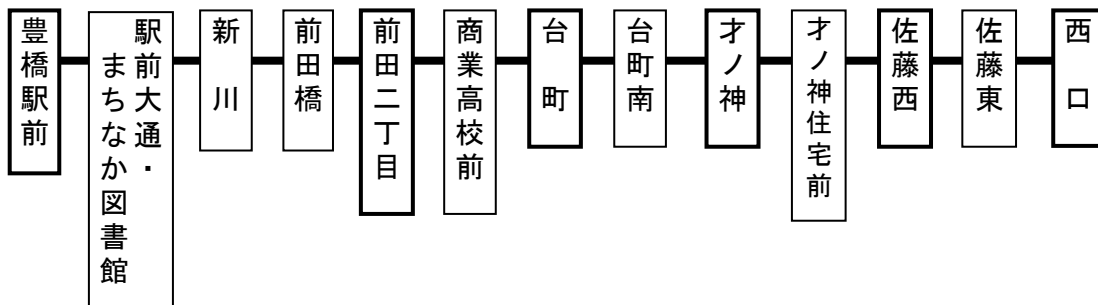 豊橋駅前
駅前大通・
まちなか図書館
新川
前田橋
前田二丁目
商業高校前
台町
台町南
才ノ神
才ノ神住宅前
佐藤西
佐藤東
西口